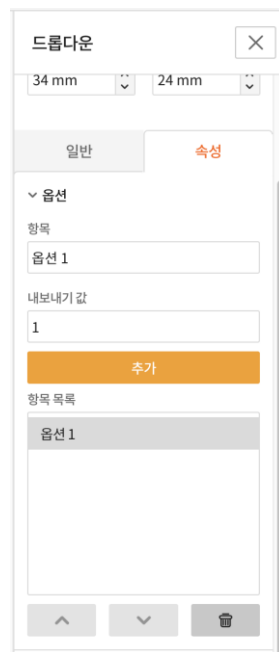 드롭다운
34 mm 24 mm
일반 속성
옵션
항목
옵션 1
내보내기 값
1
추가
항목 목록
옵션 1